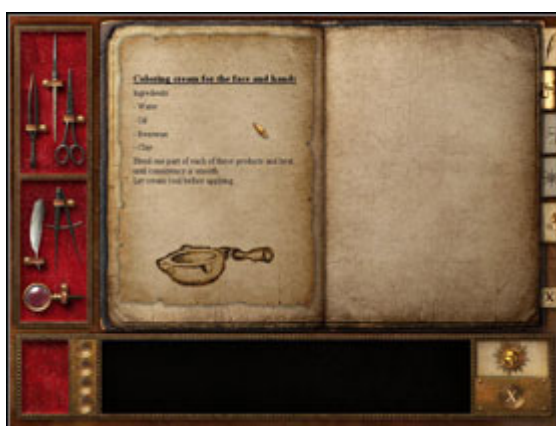 Coloring cream for the face and hands
Ingredients:
- Water
- Oil
- Beeswax
- Clay
Blend one part of each of these products and heat
until consistency is smooth.
Let cream cool before applying.
X
X